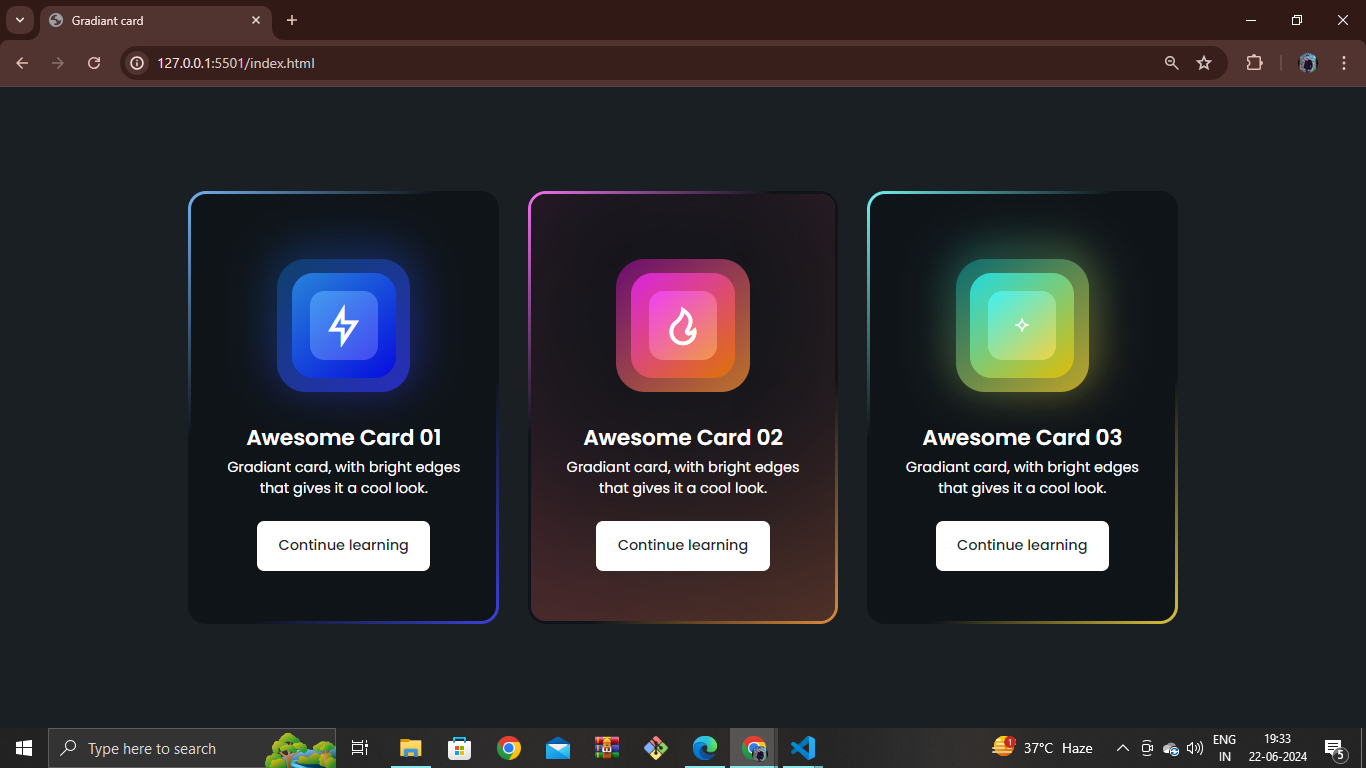 Gradiant card
127.0.0.1:5501/index.html
Awesome Card 01
Gradiant card, with bright edges
that gives it a cool look.
Continue learning
Awesome Card 02
Gradiant card, with bright edges
that gives it a cool look.
Continue learning
Awesome Card 03
Gradiant card, with bright edges
that gives it a cool look.
Continue learning
Type here to search
1
37°C Haze
ENG
IN
19:33
22-06-2024
5